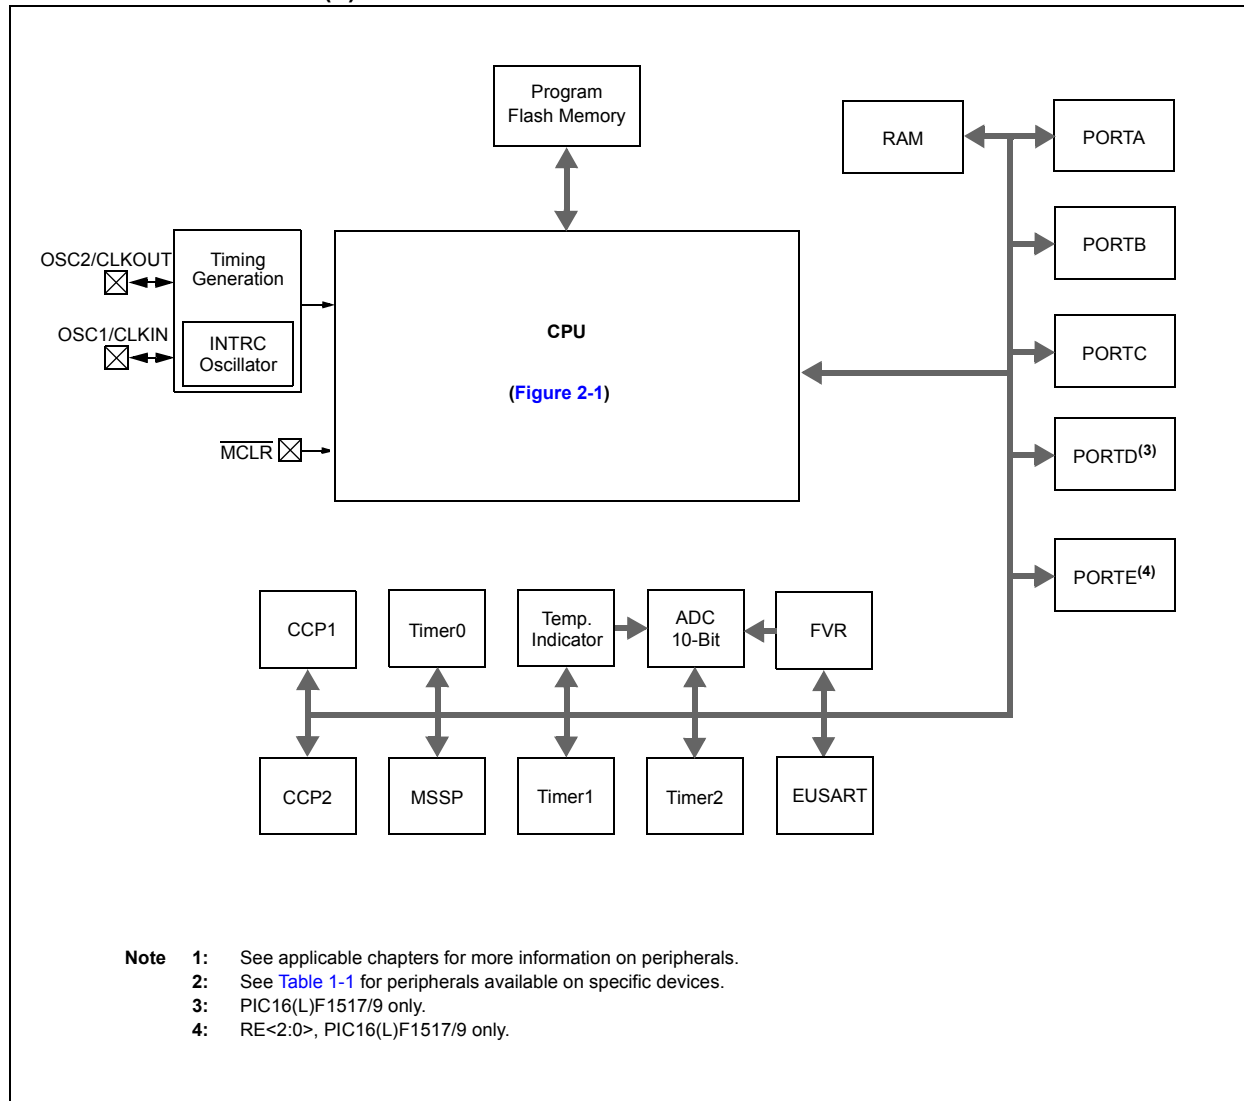 Program
Flash Memory
RAM
PORTA
PORTB
OSC2/CLKOUT
Timing
Generation
OSC1/CLKIN
INTRC
Oscillator
CPU
(Figure 2-1)
PORTC
MCLR
PORTD(3)
PORTE(4)
CCP1
Timer0
Temp.
Indicator
ADC
10-Bit
FVR
CCP2
MSSP
Timer1
Timer2
EUSART
Note 1: See applicable chapters for more information on peripherals.
2: See Table 1-1 for peripherals available on specific devices.
3: PIC16(L)F1517/9 only.
4: RE<2:0>, PIC16(L)F1517/9 only.